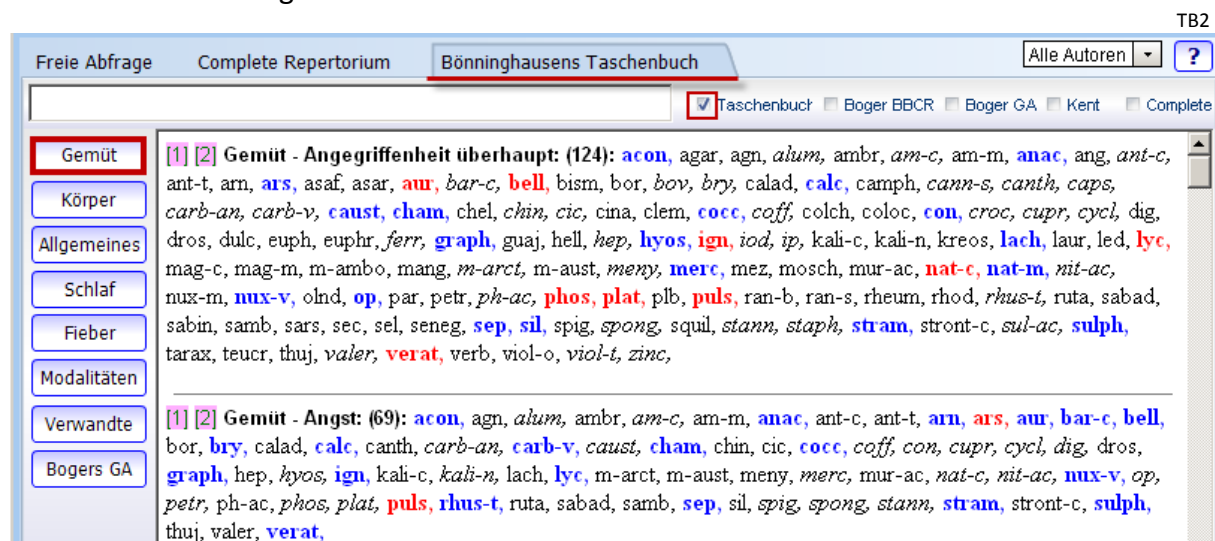 TB2
Freie Abfrage Complete Repertorium Bönninghausens Taschenbuch Alle Autoren ?
Taschenbuch Boger BBCR Boger GA Kent Complete
Gemüt
Körper
Allgemeines
Schlaf
Fieber
Modalitäten
Verwandte
Bogers GA
[1] [2] Gemüt - Angegriffenheit überhaupt: (124): acon, agar, agn, alum, ambr, am-c, am-m, anac, ang, ant-c,
ant-t, arn, ars, asaf, asar, aur, bar-c, bell, bism, bor, bov, bry, calad, calc, camph, cann-s, canth, caps,
carb-an, carb-v, caust, cham, chel, chin, cic, cina, clem, cocc, coff, colch, coloc, con, croc, cupr, cycl, dig,
dros, dulc, euph, euphr, ferr, graph, guaj, hell, hep, hyos, ign, iod, ip, kali-c, kali-n, kreos, lach, laur, led, lyc,
mag-c, mag-m, m-ambo, mang, m-arct, m-aust, meny, merc, mez, mosch, mur-ac, nat-c, nat-m, nit-ac,
nux-m, nux-v, olnd, op, par, petr, ph-ac, phos, plat, plb, puls, ran-b, ran-s, rheum, rhod, rhus-t, ruta, sabad,
sabin, samb, sars, sec, sel, seneg, sep, sil, spig, spong, squil, stann, staph, stram, stront-c, sul-ac, sulph,
tarax, teucr, thuj, valer, verat, verb, viol-o, viol-t, zinc,
[1] [2] Gemüt - Angst: (69): acon, agn, alum, ambr, am-c, am-m, anac, ant-c, ant-t, arn, ars, aur, bar-c, bell,
bor, bry, calad, calc, canth, carb-an, carb-v, caust, cham, chin, cic, cocc, coff, con, cupr, cycl, dig, dros,
graph, hep, hyos, ign, kali-c, kali-n, lach, lyc, m-arct, m-aust, meny, merc, mur-ac, nat-c, nit-ac, nux-v, op,
petr, ph-ac, phos, plat, puls, rhus-t, ruta, sabad, samb, sep, sil, spig, spong, stann, stram, stront-c, sulph,
thuj, valer, verat,